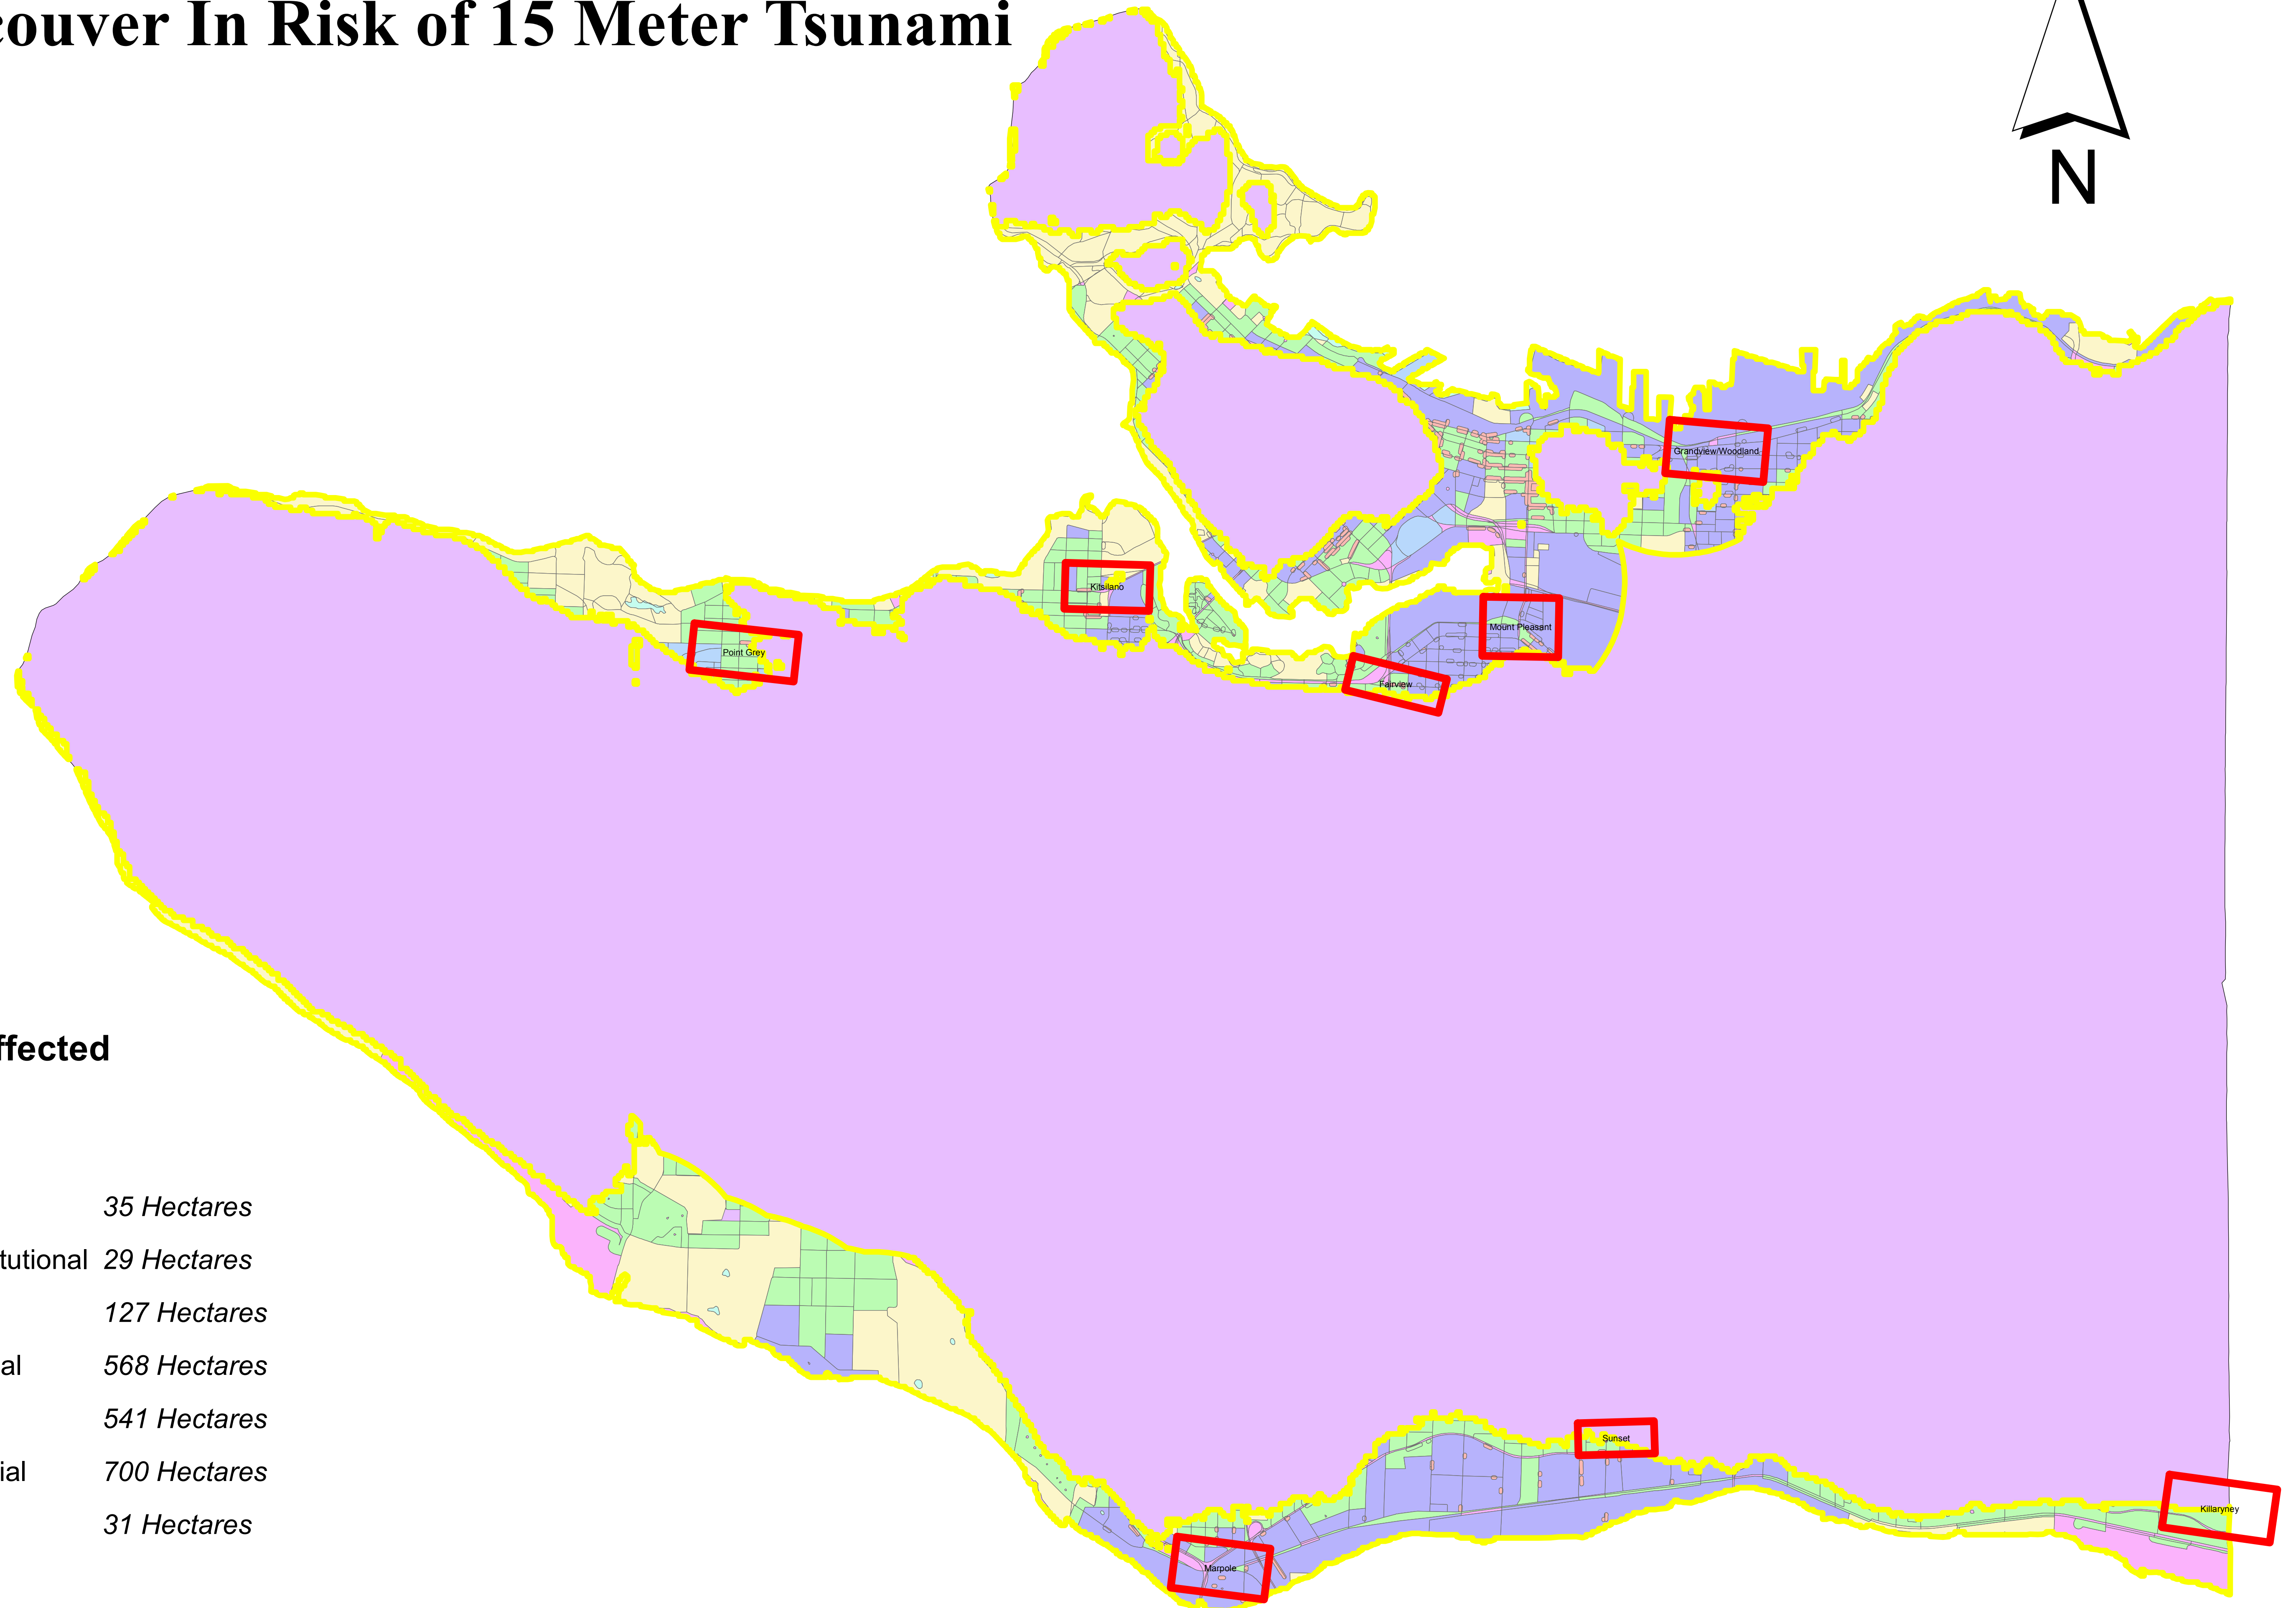 couver In Risk of 15 Meter Tsunami
N
Grandview/Woodland
Kitsilano
Mount Pleasant
Point Grey
Fairview
ffected
35 Hectares
tutional 29 Hectares
127 Hectares
al 568 Hectares
541 Hectares
ial 700 Hectares
31 Hectares
Sunset
Killaryney
Marpole